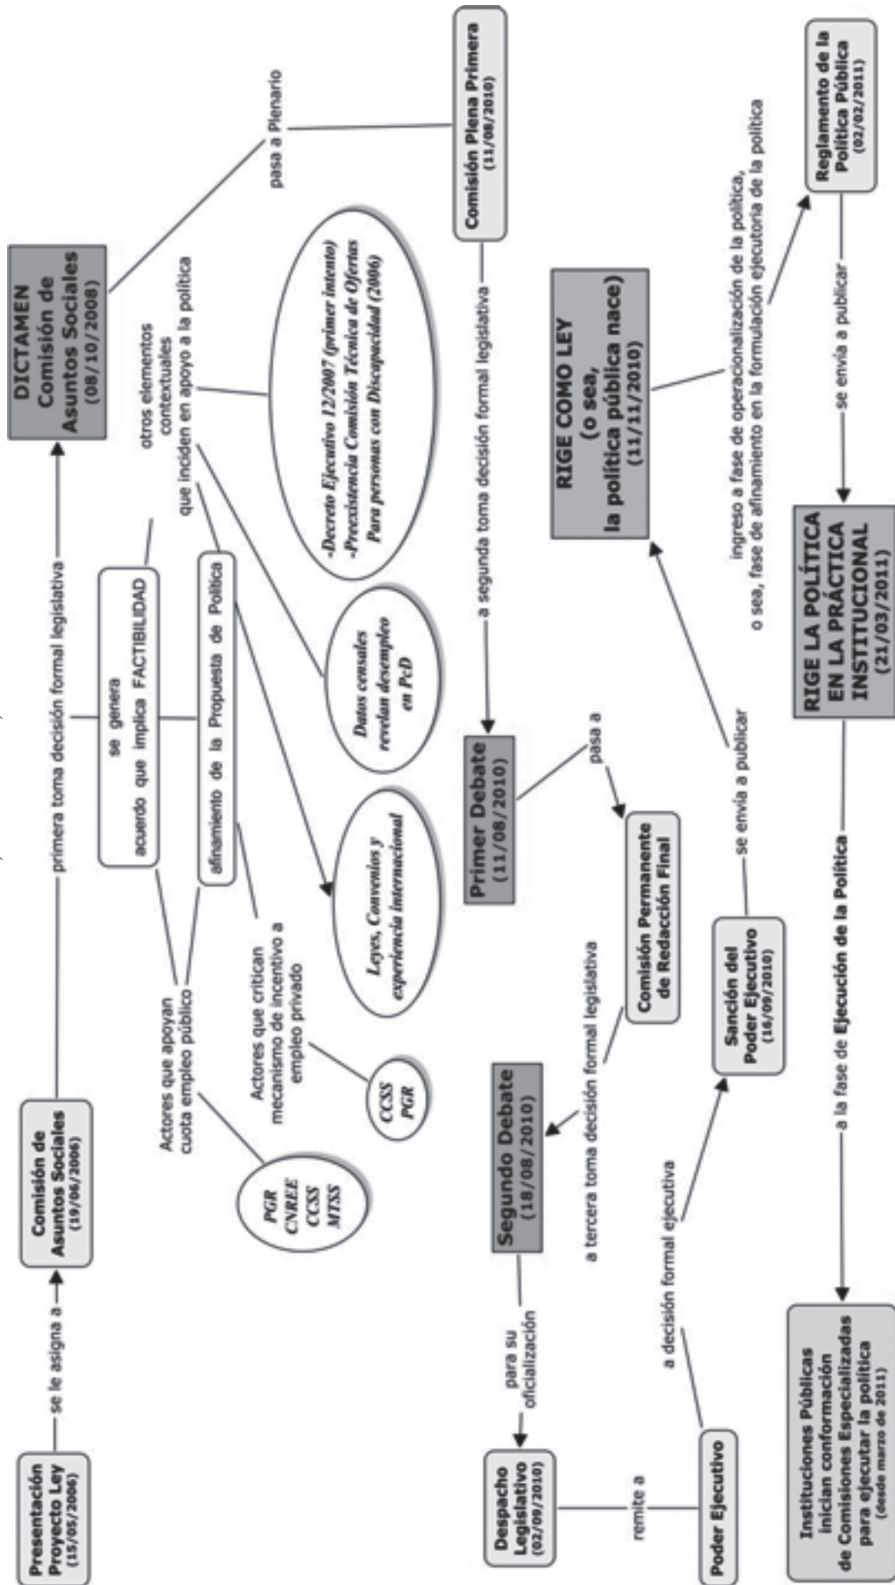 Presentación
Proyecto Ley
(15/05/2006)
se le asigna a
Comisión de
Asuntos Sociales
(19/06/2006)
primera toma decisión formal legislativa
DICTAMEN
Comisión de
Asuntos Sociales
(08/10/2008)
se genera
acuerdo que implica FACTIBILIDAD
otros elementos
contextuales
que inciden en apoyo a la política
pasa a Plenario
Actores que apoyan
cuota empleo público
afinamiento de la Propuesta de Política
Actores que critican
mecanismo de incentivo a
empleo privado
PGR
CNREE
CCSS
MTSS
CCSS
PGR
Leyes, Convenios y
experiencia internacional
Datos censales
revelan desempleo
en PcD
-Decreto Ejecutivo 12/2007 (primer intento)
-Preexistencia Comisión Técnica de Ofertas
Para personas con Discapacidad (2006)
Comisión Plena Primera
(11/08/2010)
a segunda toma decisión formal legislativa
Primer Debate
(11/08/2010)
pasa a
Comisión Permanente
de Redacción Final
a tercera toma decisión formal legislativa
Segundo Debate
(18/08/2010)
para su
oficialización
Despacho
Legislativo
(02/09/2010)
remite a
Poder Ejecutivo
a decisión formal ejecutiva
Sanción del
Poder Ejecutivo
(16/09/2010)
se envía a publicar
RIGE COMO LEY
(o sea,
la política pública nace)
(11/11/2010)
ingreso a fase de operacionalización de la política,
o sea, fase de afinamiento en la formulación ejecutoria de la política
Reglamento de la
Política Pública
(02/02/2011)
se envía a publicar
RIGE LA POLÍTICA
EN LA PRÁCTICA
INSTITUCIONAL
(21/03/2011)
a la fase de Ejecución de la Política
Instituciones Públicas
inician conformación
de Comisiones Especializadas
para ejecutar la política
(desde marzo de 2011)